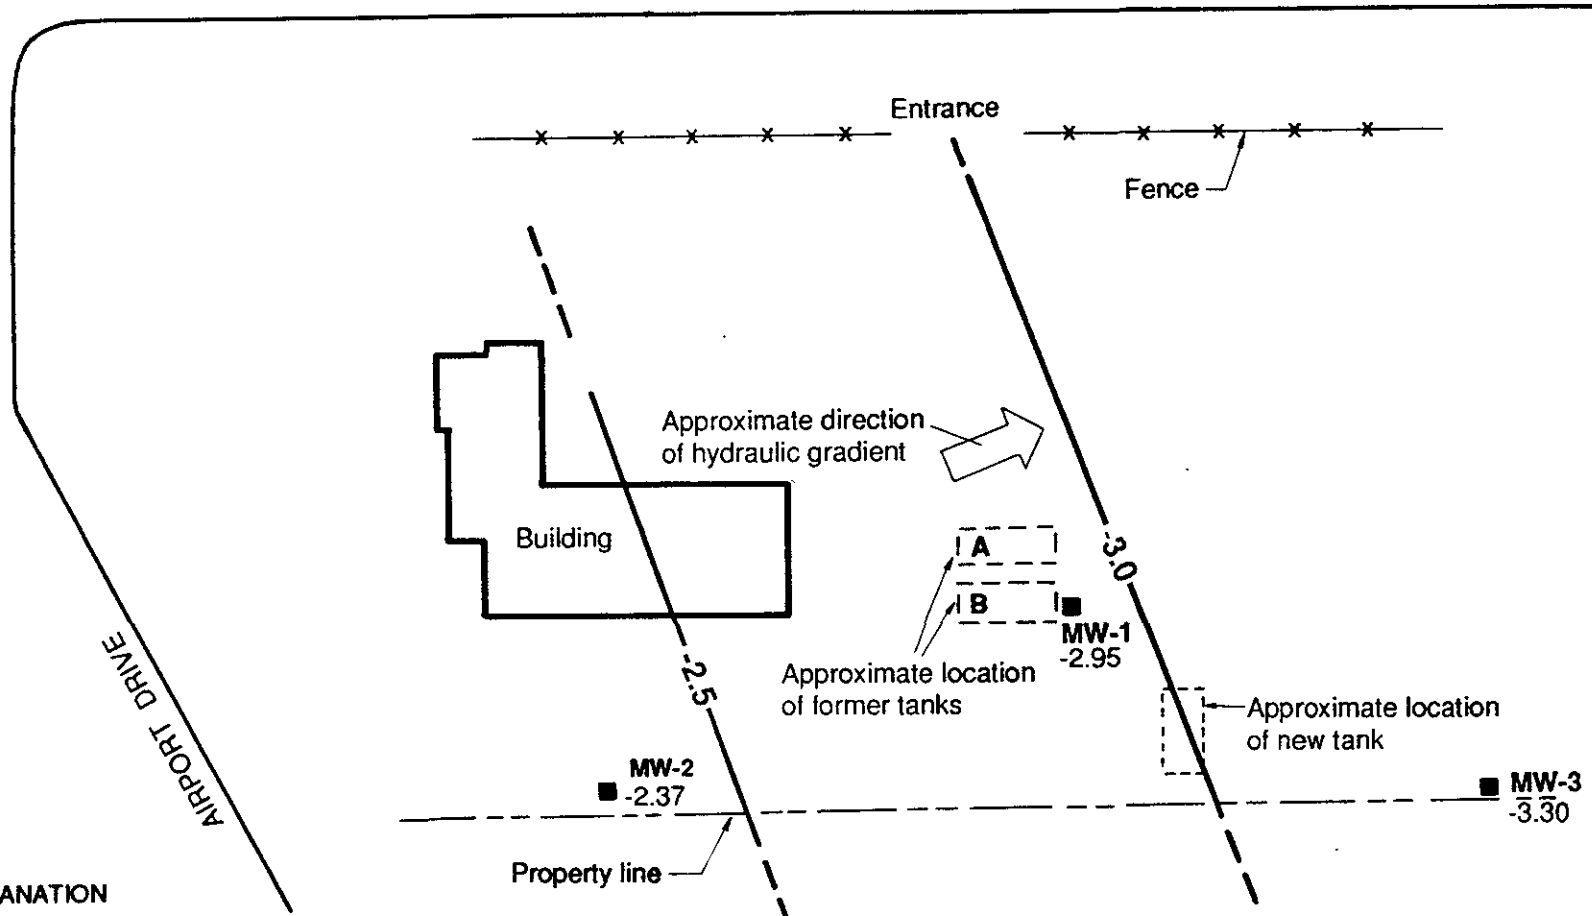 Entrance
Fence
Approximate direction
of hydraulic gradient
Building
A
-3.0
B
MW-1
-2.95
-2.5
Approximate location
of former tanks
Approximate location
of new tank
AIRPORT DRIVE
MW-2
-2.37
MW-3
-3.30
Property line
ANATION